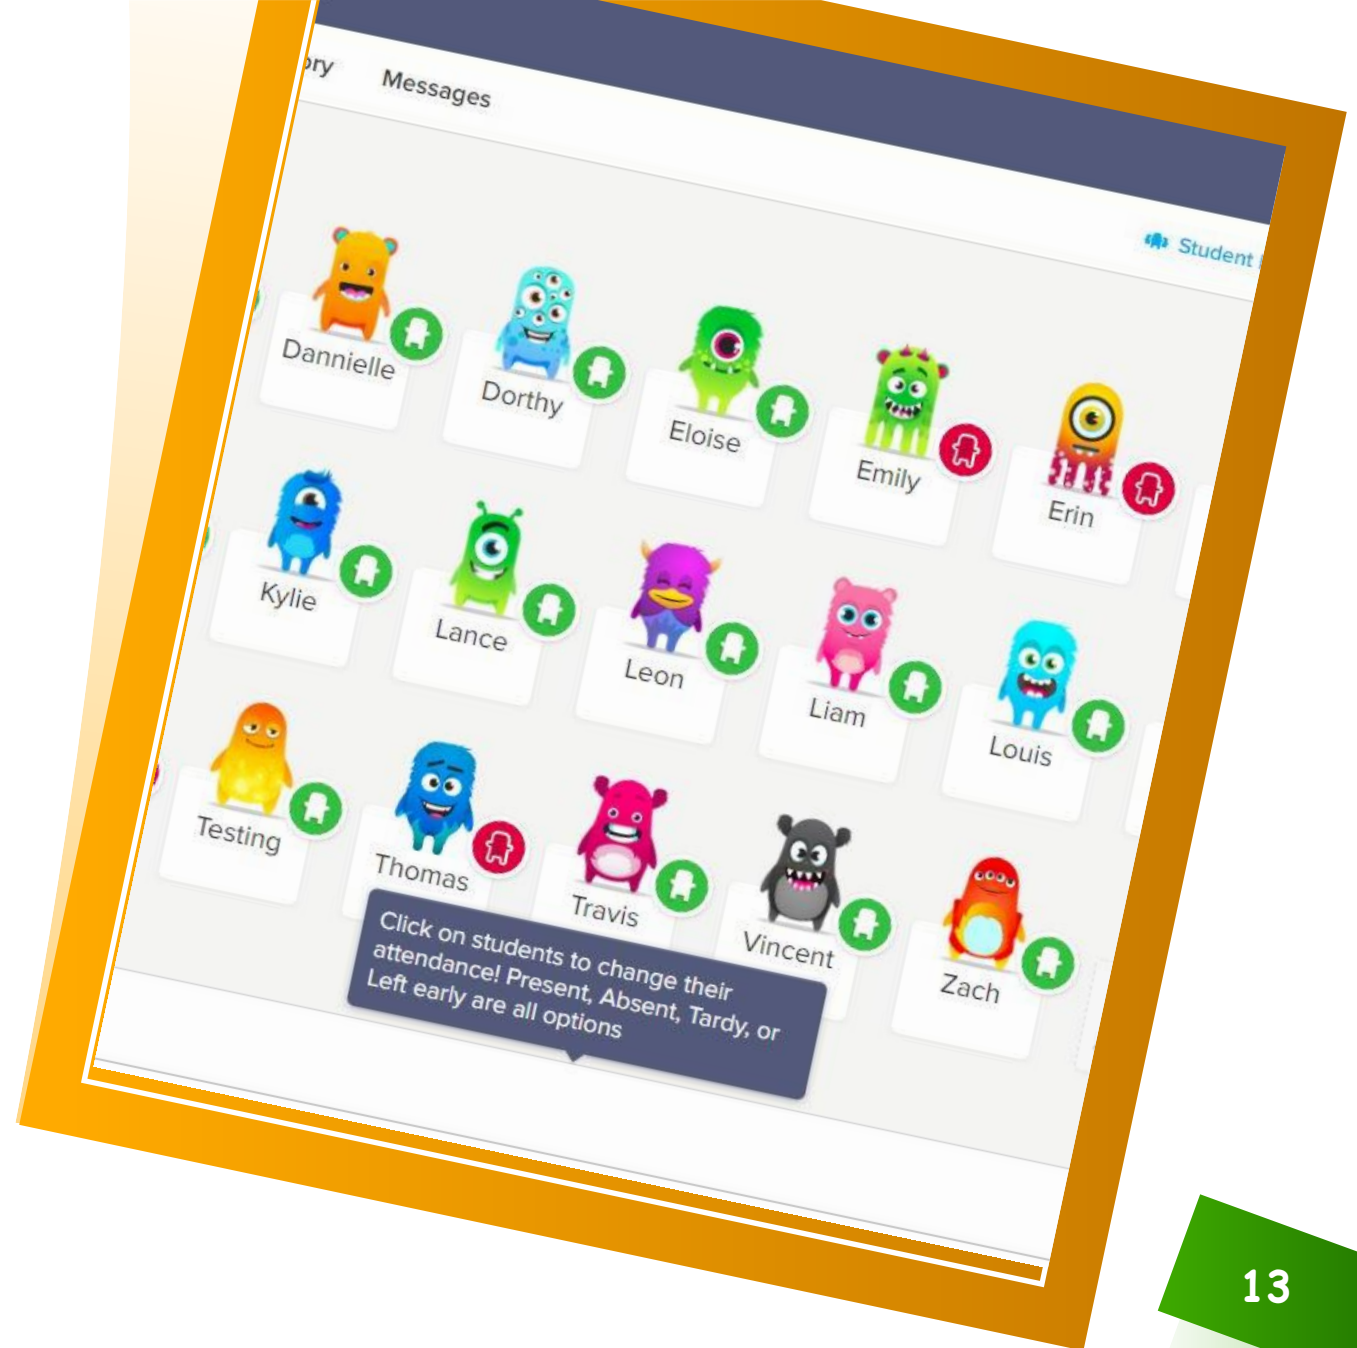 ory
Messages
Student
Dannielle
Dorthy
Eloise
Emily
Erin
Kylie
Lance
Leon
Liam
Louis
Testing
Thomas
Travis
Vincent
Zach
Click on students to change their
attendance! Present, Absent, Tardy, or
Left early are all options
13